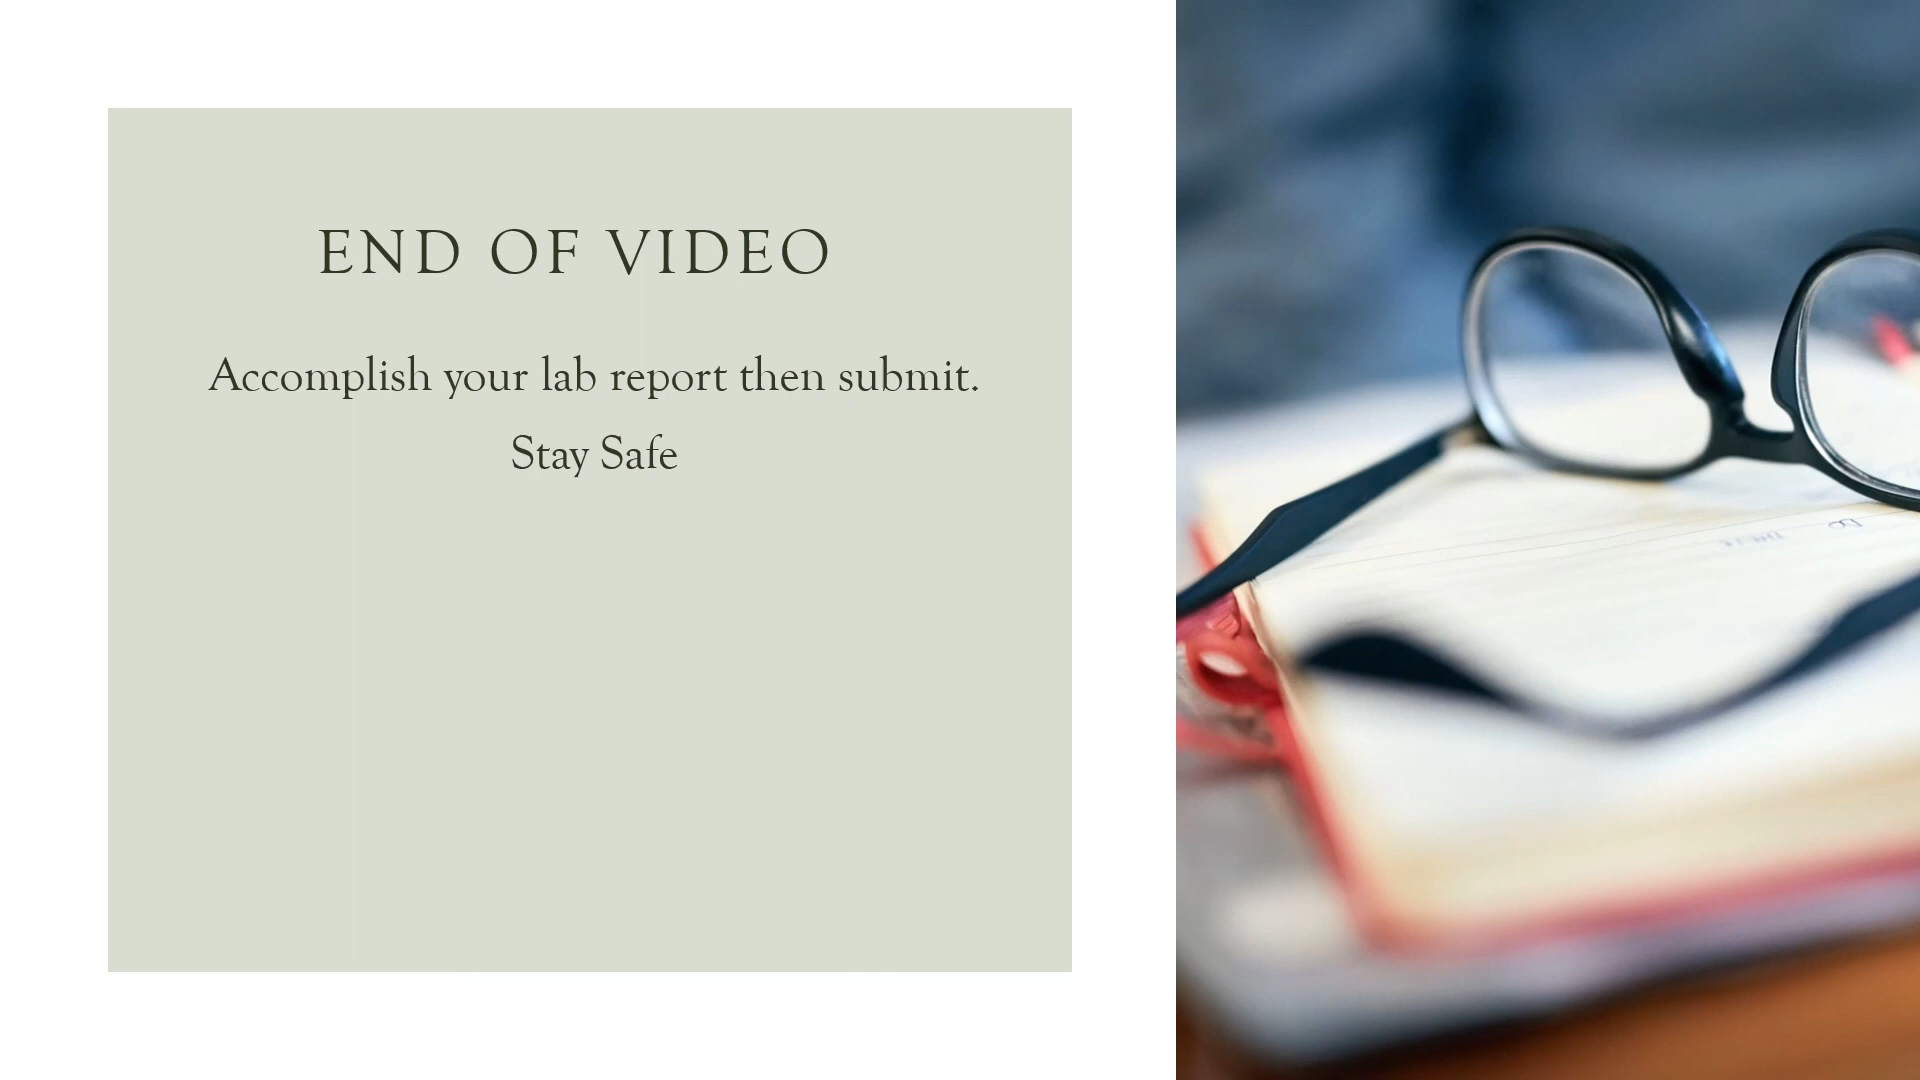 END OF VIDEO
Accomplish your lab report then submit.
Stay Safe